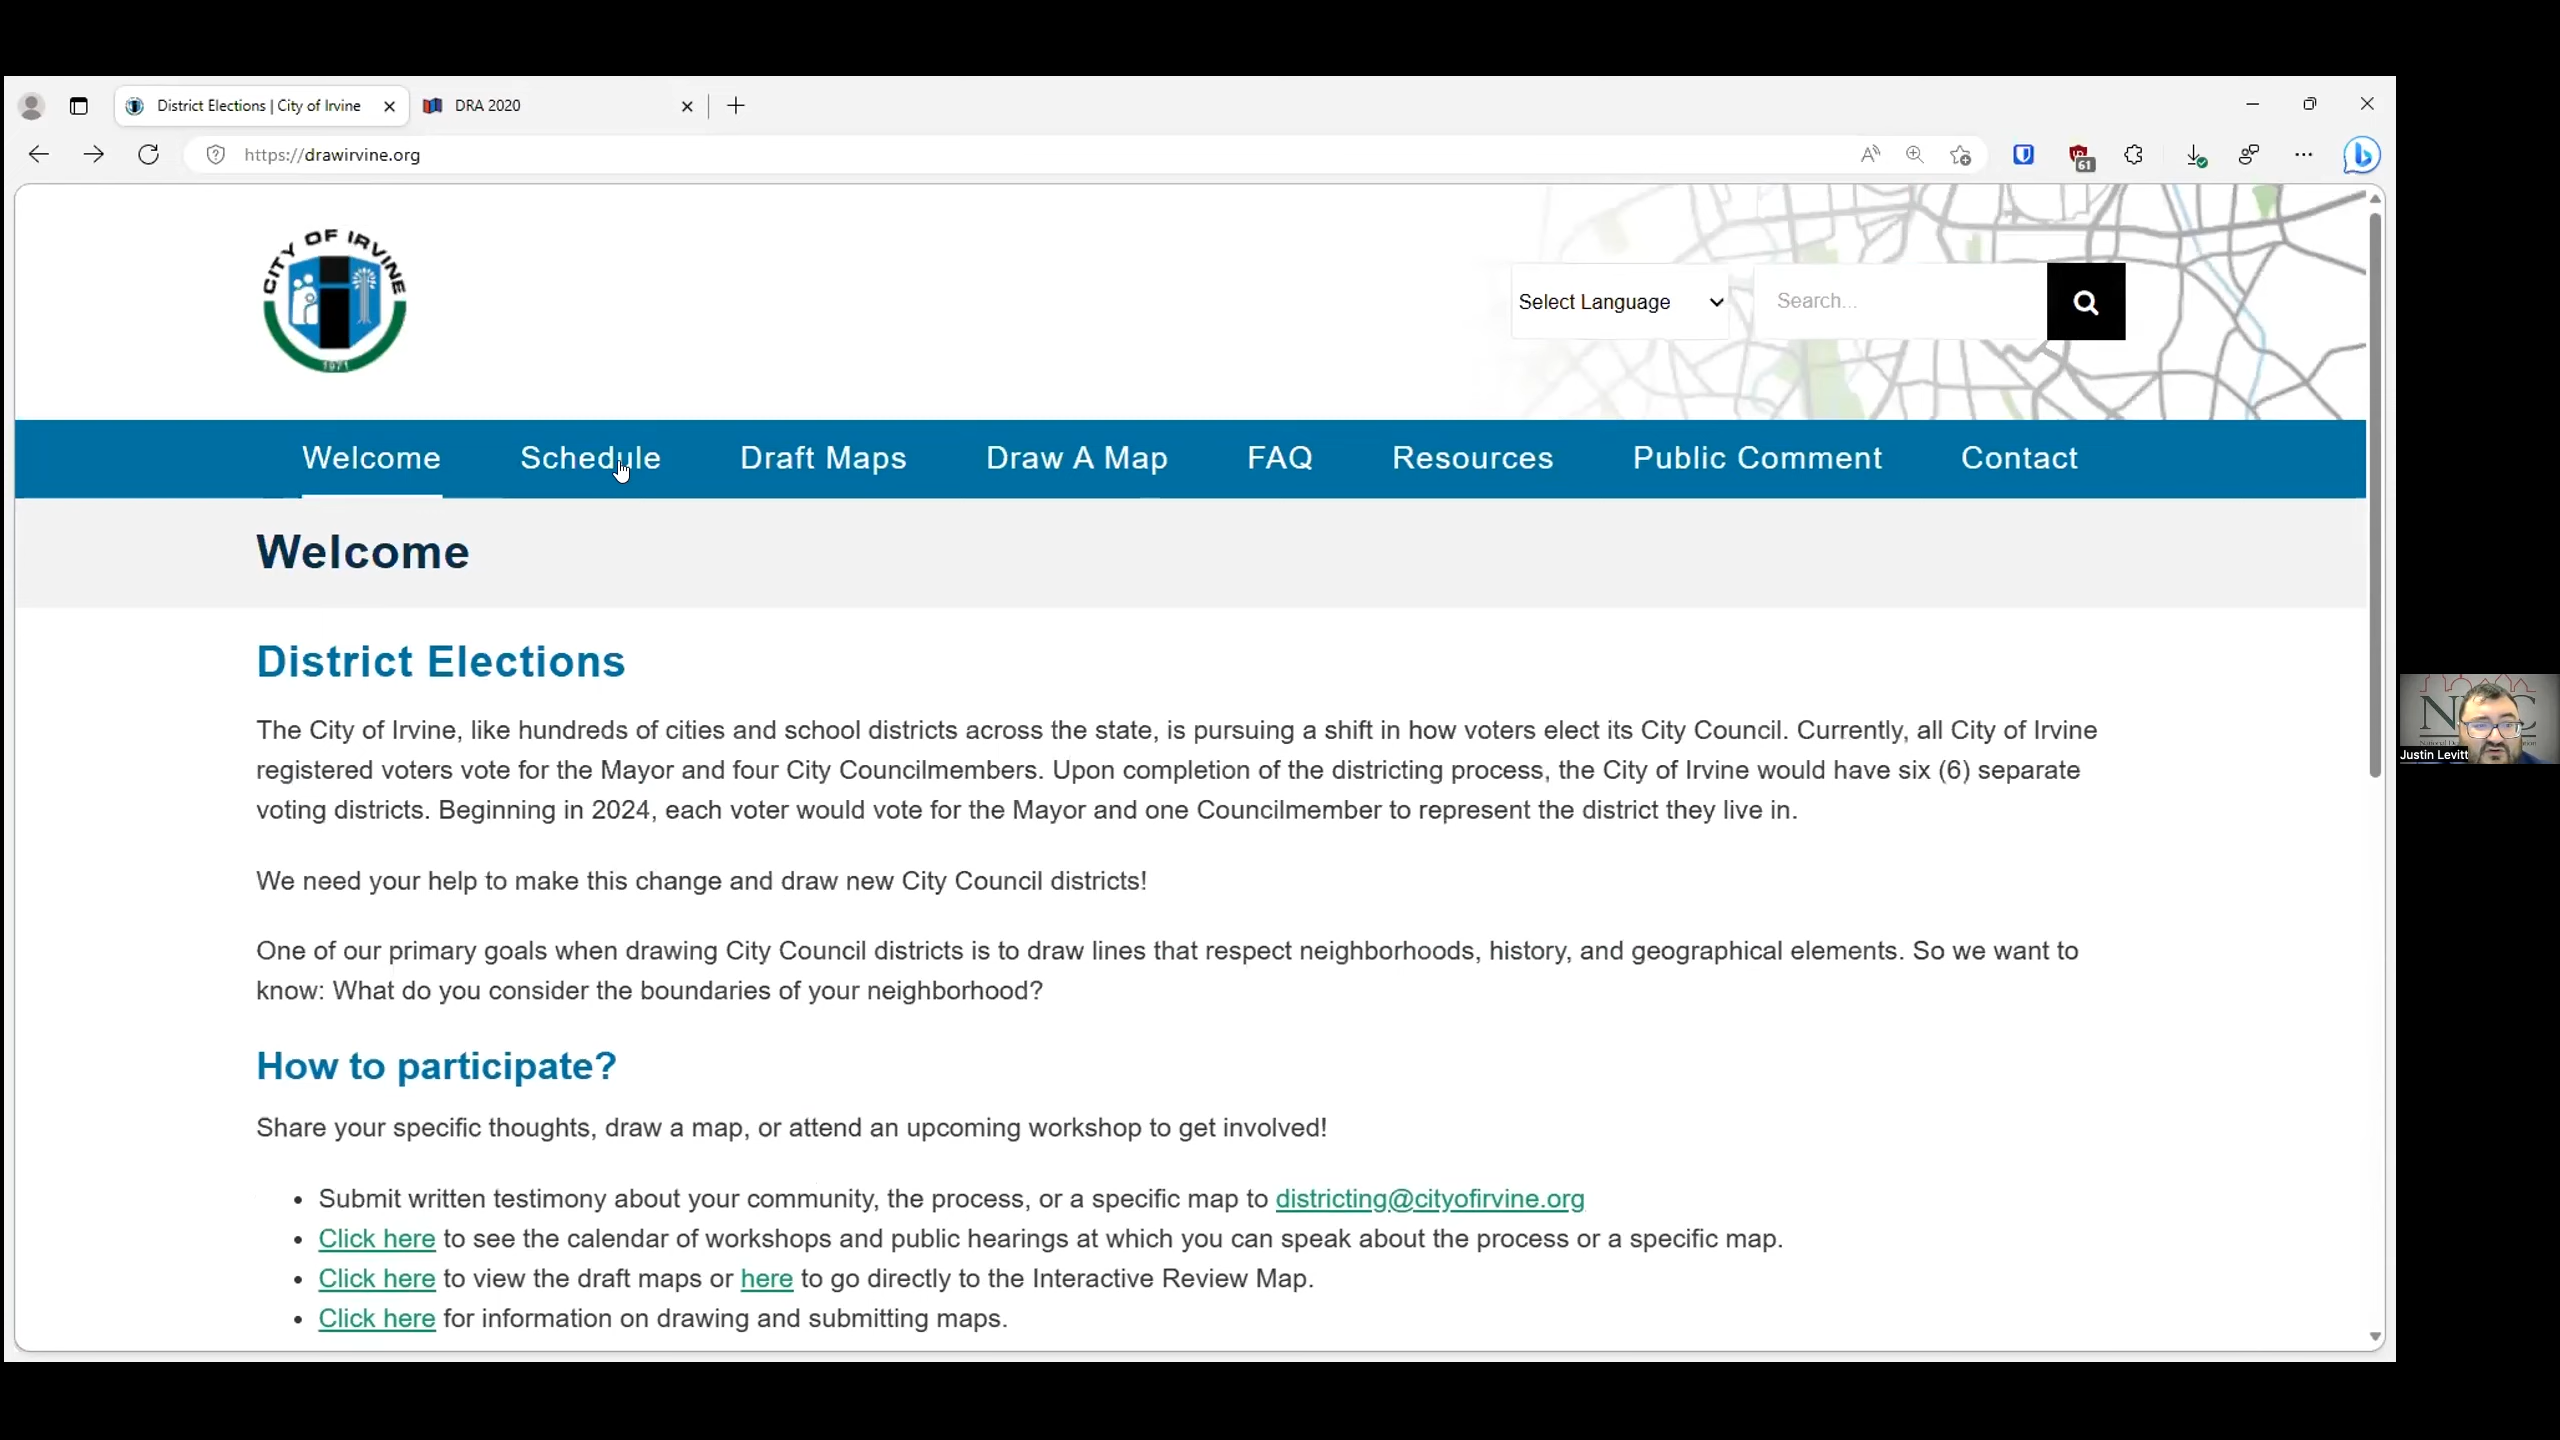 District Elections | City of Irvine
DRA 2020
https://drawirvine.org
61
CITY OF IRVINE
1971
Select Language
Search...
Welcome
Schedule
Draft Maps
Draw A Map
FAQ
Resources
Public Comment
Contact
Welcome
District Elections
The City of Irvine, like hundreds of cities and school districts across the state, is pursuing a shift in how voters elect its City Council. Currently, all City of Irvine
registered voters vote for the Mayor and four City Councilmembers. Upon completion of the districting process, the City of Irvine would have six (6) separate
voting districts. Beginning in 2024, each voter would vote for the Mayor and one Councilmember to represent the district they live in.
We need your help to make this change and draw new City Council districts!
One of our primary goals when drawing City Council districts is to draw lines that respect neighborhoods, history, and geographical elements. So we want to
know: What do you consider the boundaries of your neighborhood?
How to participate?
Share your specific thoughts, draw a map, or attend an upcoming workshop to get involved!
• Submit written testimony about your community, the process, or a specific map to districting@cityofirvine.org
• Click here to see the calendar of workshops and public hearings at which you can speak about the process or a specific map.
• Click here to view the draft maps or here to go directly to the Interactive Review Map.
• Click here for information on drawing and submitting maps.
Justin Levitt